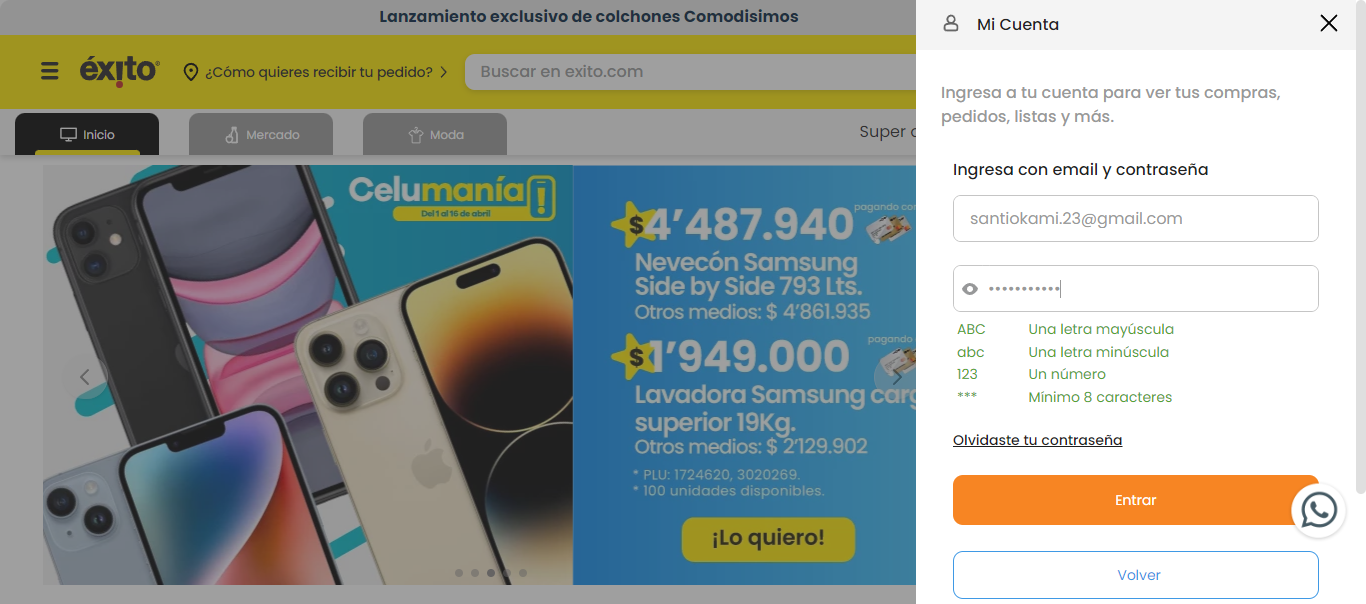 Lanzamiento exclusivo de colchones Comodisimos
éxito
¿Cómo quieres recibir tu pedido?
Buscar en exito.com
Inicio
Mercado
Moda
Super
Celumanía
Del 1 al 16 de abril
$4'487.940
pagando con
Nevecón Samsung
Side by Side 793 Lts.
Otros medios: $ 4'861.935
$1'949.000
pagando
Lavadora Samsung carg
superior 19Kg.
Otros medios: $ 2'129.902
* PLU: 1724620, 3020269.
* 100 unidades disponibles.
¡Lo quiero!
Mi Cuenta
Ingresa a tu cuenta para ver tus compras,
pedidos, listas y más.
Ingresa con email y contraseña
santiokami.23@gmail.com
•••••••••••
ABC Una letra mayúscula
abc Una letra minúscula
123 Un número
*** Mínimo 8 caracteres
Olvidaste tu contraseña
Entrar
Volver